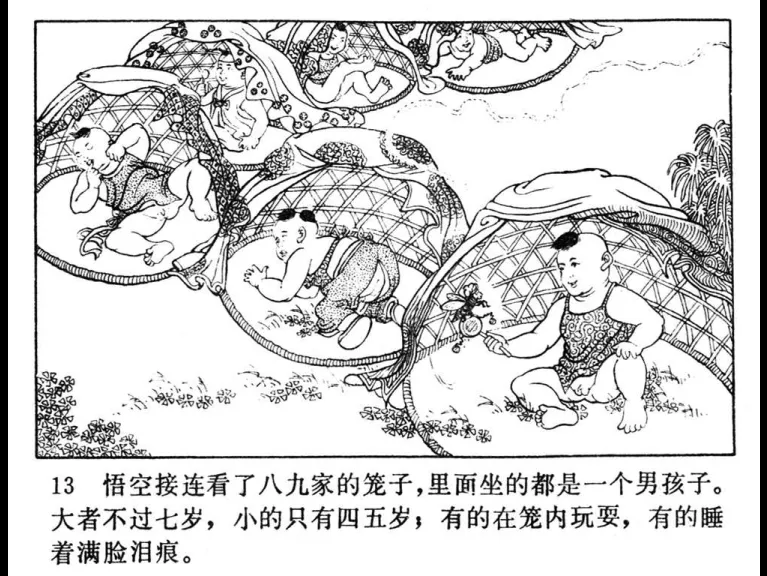 13 悟空接连看了八九家的笼子，里面坐的都是一个男孩子。
大者不过七岁，小的只有四五岁；有的在笼内玩耍，有的睡
着满脸泪痕。